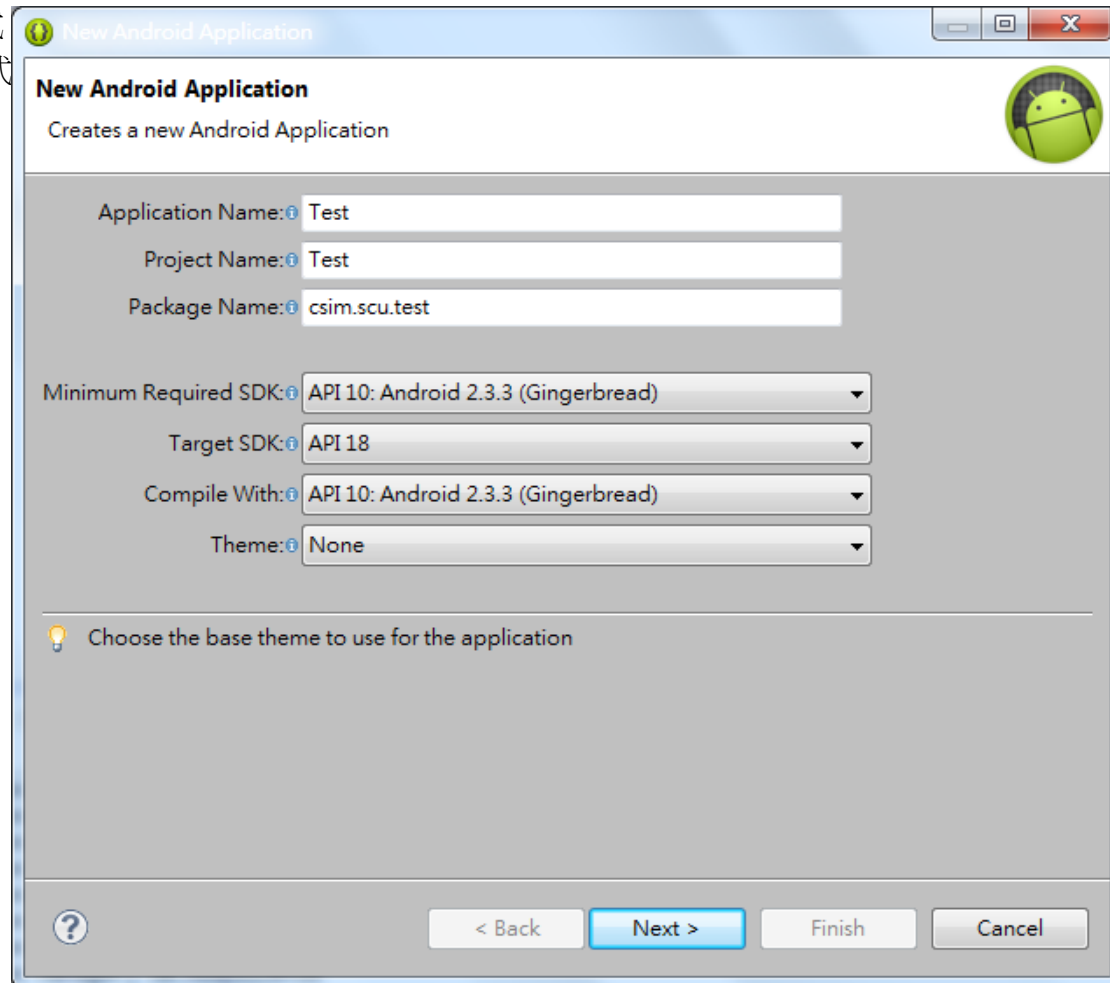 New Android Application
New Android Application
Creates a new Android Application
Application Name: Test
Project Name: Test
Package Name: csim.scu.test
Minimum Required SDK: API 10: Android 2.3.3 (Gingerbread)
Target SDK: API 18
Compile With: API 10: Android 2.3.3 (Gingerbread)
Theme: None
Choose the base theme to use for the application
? < Back Next > Finish Cancel